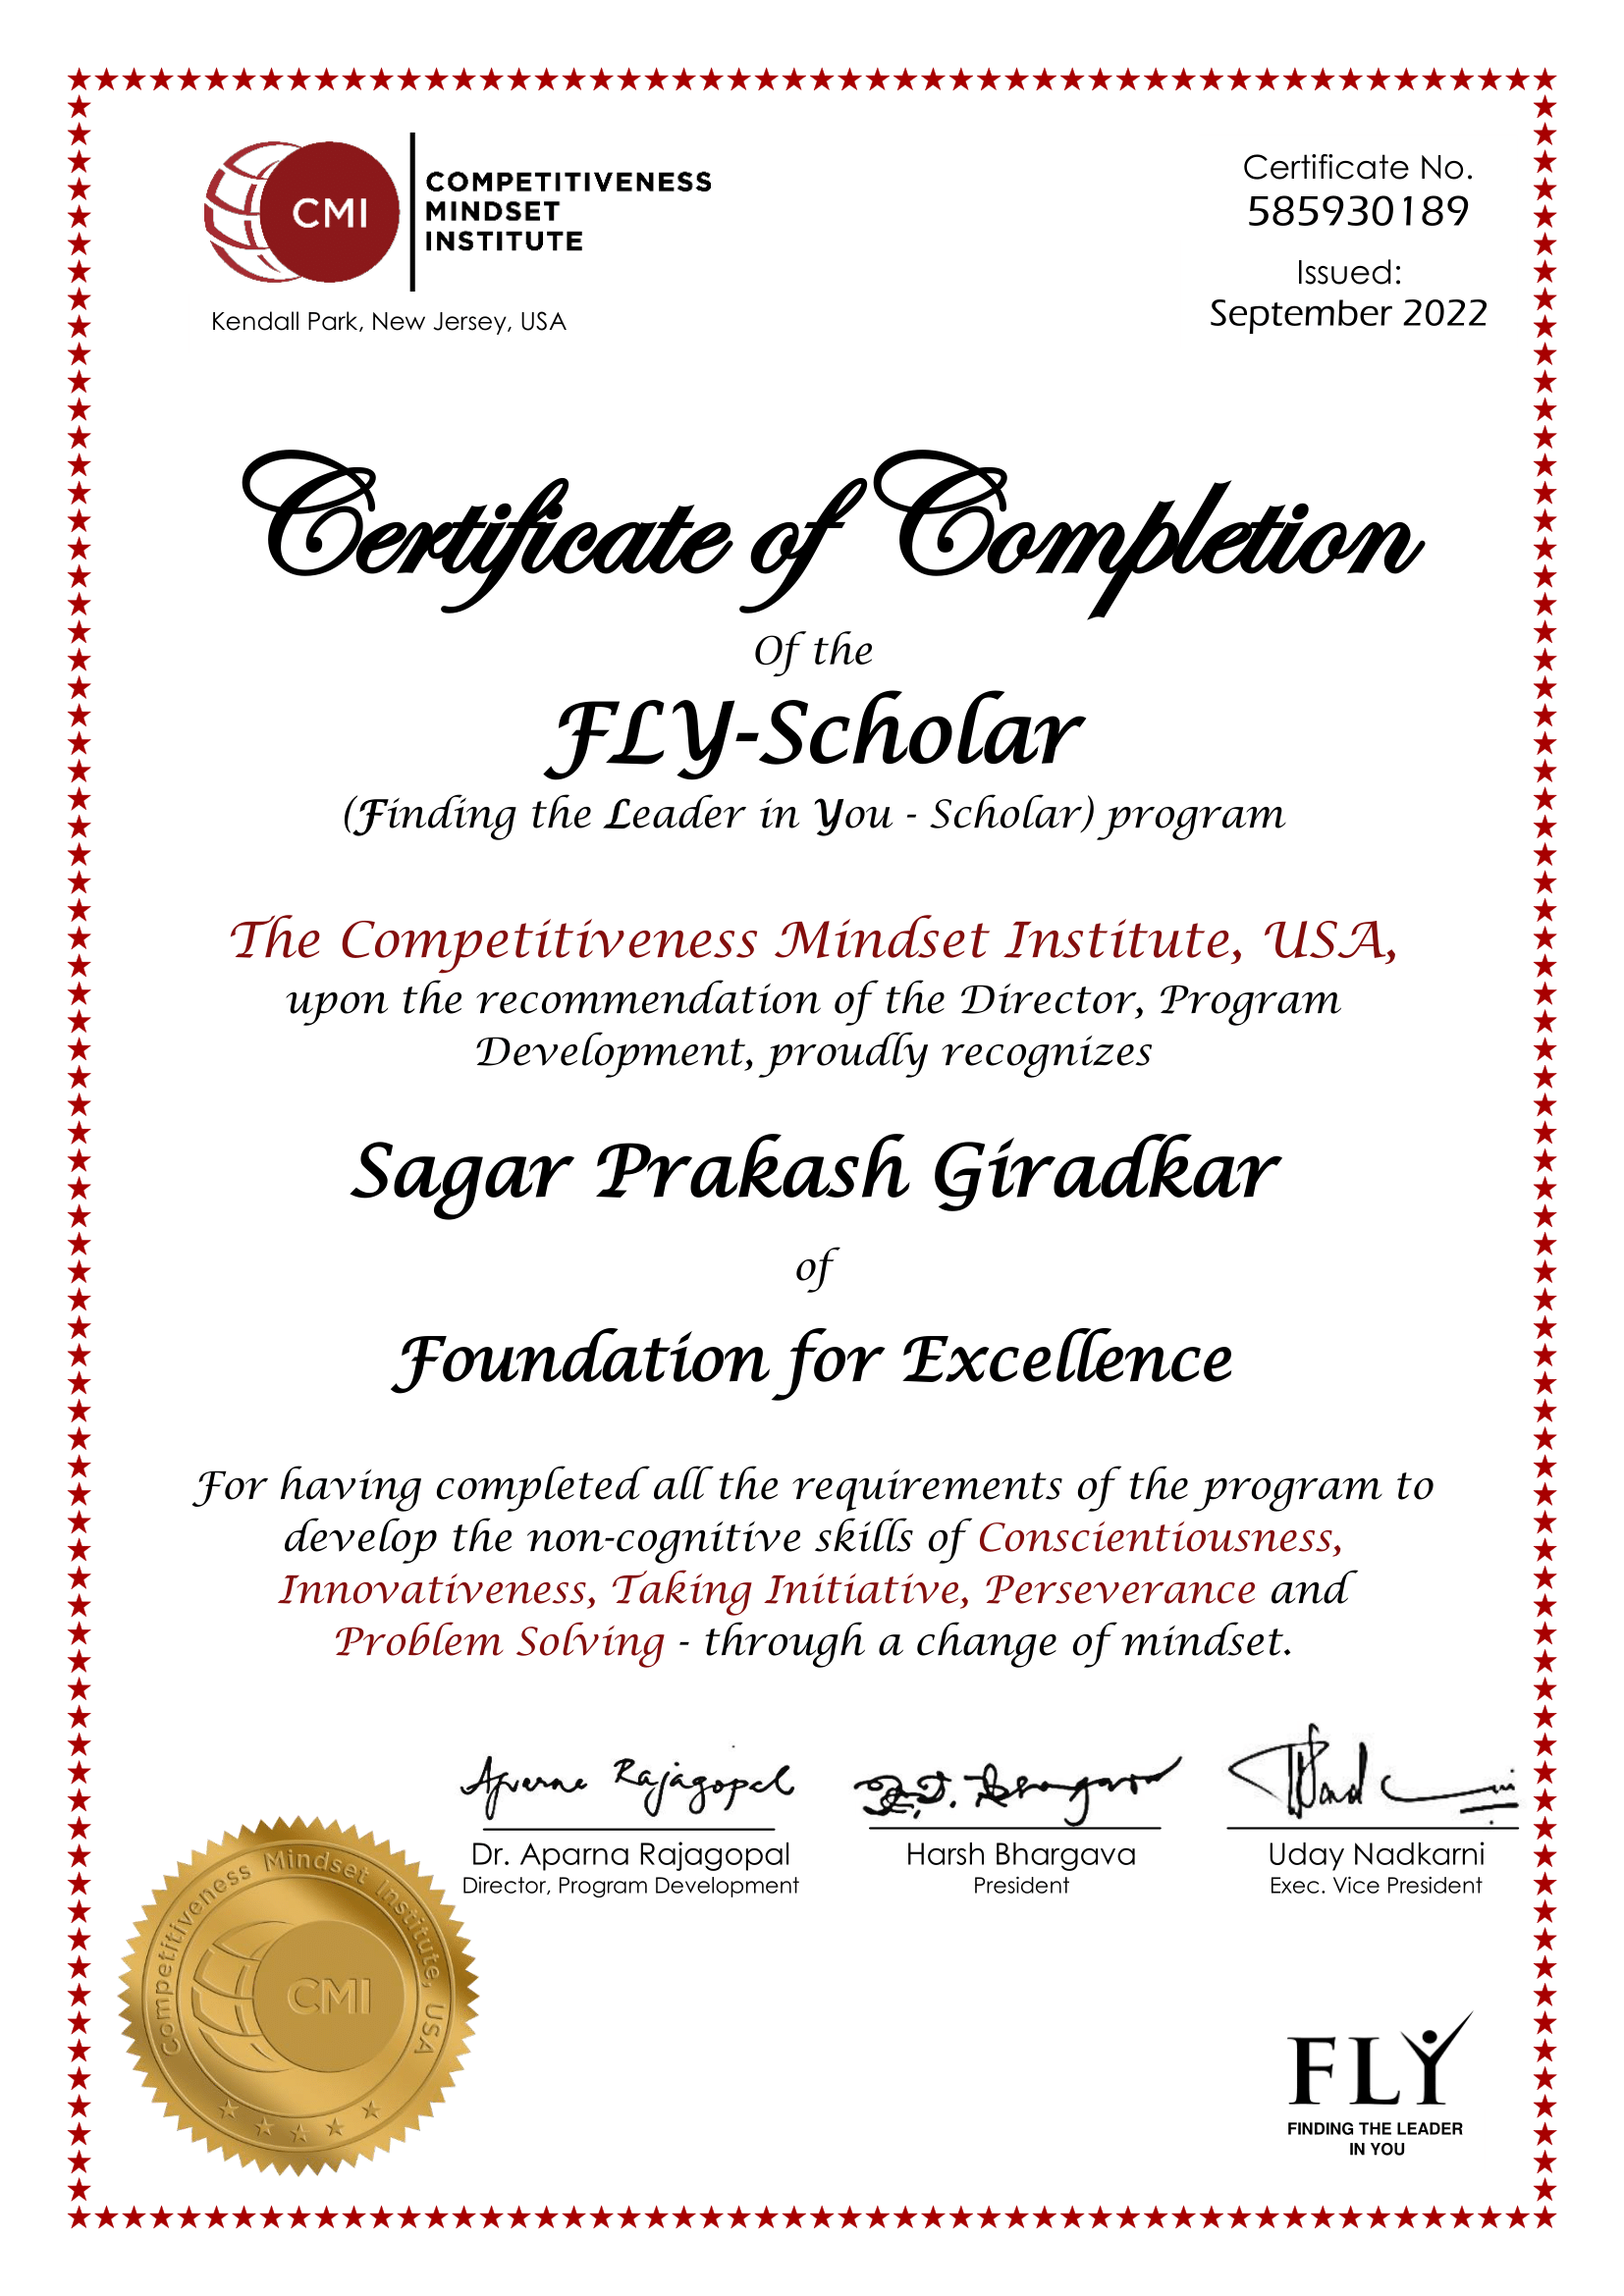 CMI
COMPETITIVENESS
MINDSET
INSTITUTE
Kendall Park, New Jersey, USA
Certificate No.
585930189
Issued:
September 2022
Certificate of Completion
Of the
FLY-Scholar
(Finding the Leader in You - Scholar) program
The Competitiveness Mindset Institute, USA,
upon the recommendation of the Director, Program
Development, proudly recognizes
Sagar Prakash Giradkar
of
Foundation for Excellence
For having completed all the requirements of the program to
develop the non-cognitive skills of Conscientiousness,
Innovativeness, Taking Initiative, Perseverance and
Problem Solving - through a change of mindset.
Aparna Rajagopal
Dr. Aparna Rajagopal
Director, Program Development
Harsh Bhargava
President
Uday Nadkarni
Exec. Vice President
Competitiveness Mindset Institute, USA
CMI
FLY
FINDING THE LEADER
IN YOU